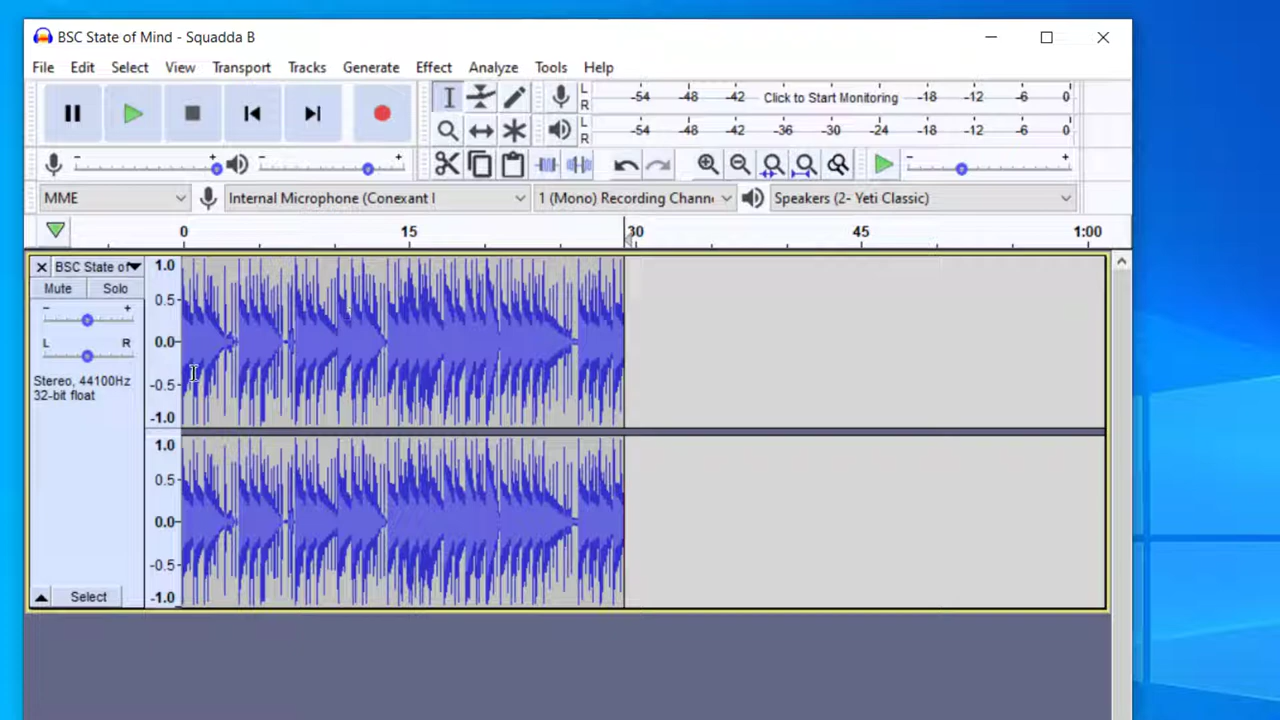 BSC State of Mind - Squadda B
File Edit Select View Transport Tracks Generate Effect Analyze Tools Help
L R -54 -48 -42 Click to Start Monitoring -18 -12 -6 0
L R -54 -48 -42 -36 -30 -24 -18 -12 -6 0
- + - + - +
MME Internal Microphone (Conexant I 1 (Mono) Recording Chann Speakers (2- Yeti Classic)
0 15 30 45 1:00
BSC State of
Mute Solo
- +
L R
Stereo, 44100Hz
32-bit float
Select
1.0
0.5
0.0
-0.5
-1.0
1.0
0.5
0.0
-0.5
-1.0